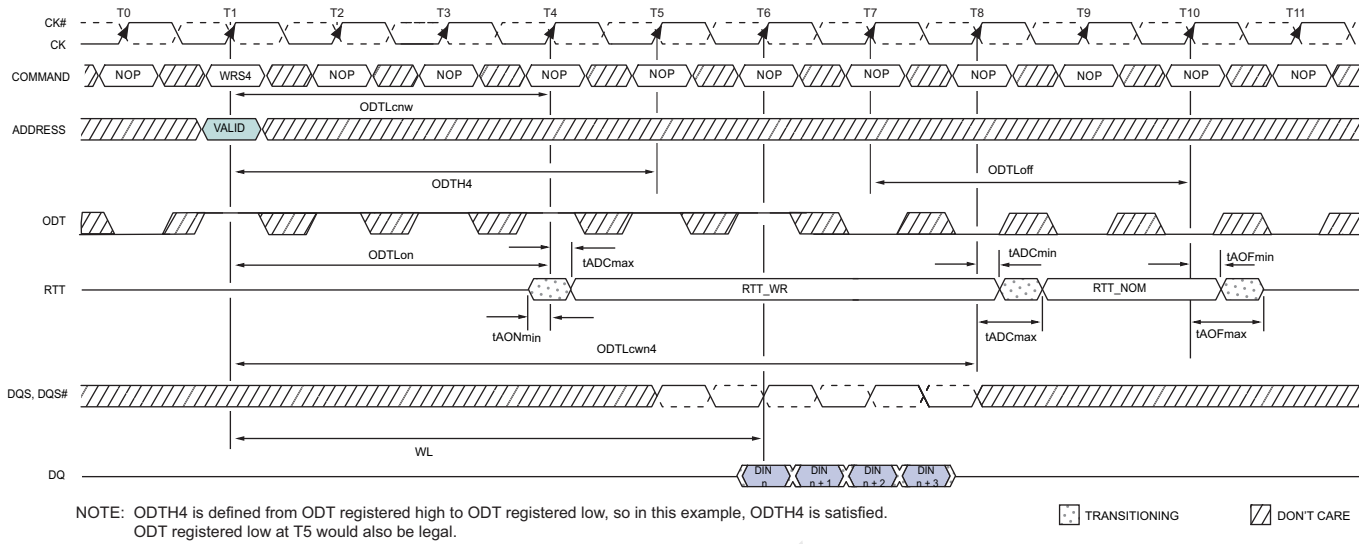 T0 T1 T2 T3 T4 T5 T6 T7 T8 T9 T10 T11
CK#
CK
COMMAND NOP WRS4 NOP NOP NOP NOP NOP NOP NOP NOP NOP NOP
ODTLcnw
ADDRESS VALID
ODTH4 ODTLoff
ODT
ODTLon tADCmax tADCmin tAOFmin
RTT RTT_WR RTT_NOM
tAONmin tADCmax tAOFmax
ODTLcwn4
DQS, DQS#
WL
DQ DIN n DIN n + 1 DIN n + 2 DIN n + 3
NOTE: ODTH4 is defined from ODT registered high to ODT registered low, so in this example, ODTH4 is satisfied.
ODT registered low at T5 would also be legal.
TRANSITIONING DON'T CARE